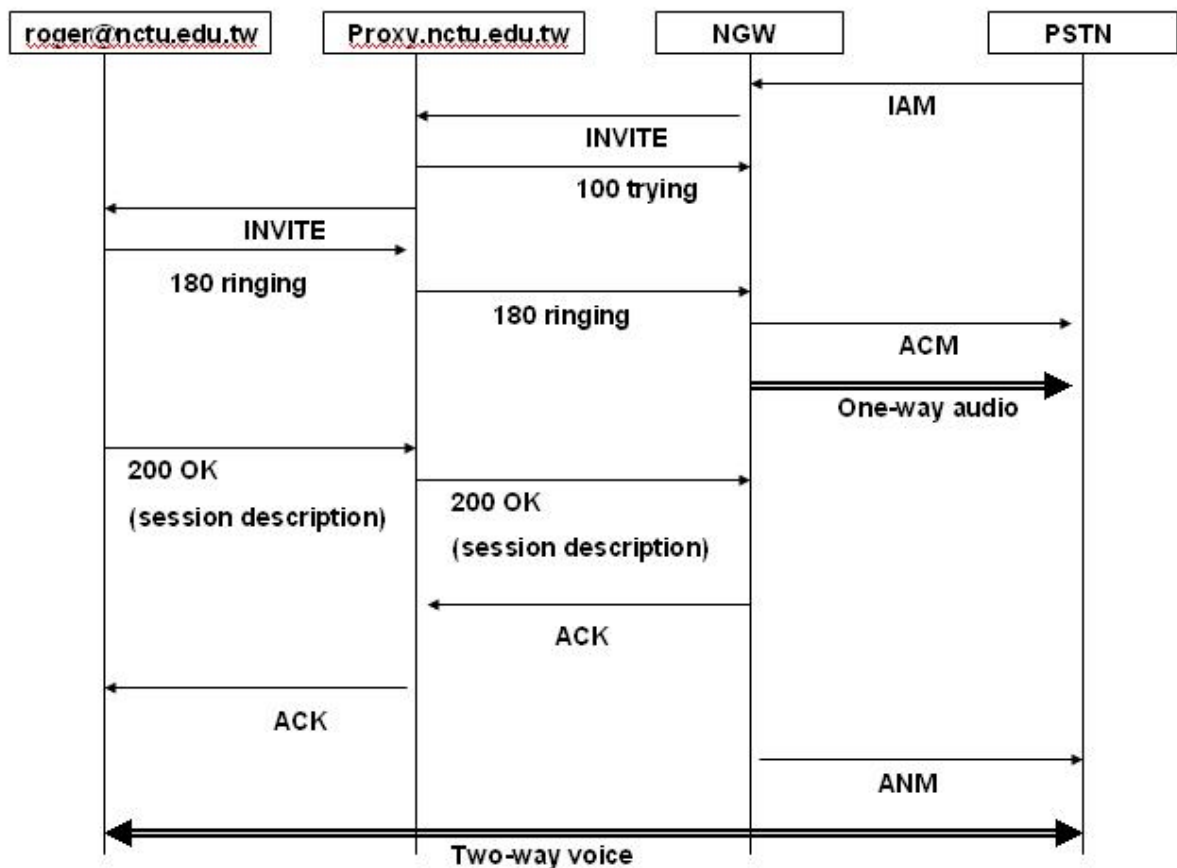 roger@nctu.edu.tw
Proxy.nctu.edu.tw
NGW
PSTN
IAM
INVITE
100 trying
INVITE
180 ringing
180 ringing
ACM
One-way audio
200 OK
(session description)
200 OK
(session description)
ACK
ACK
ANM
Two-way voice